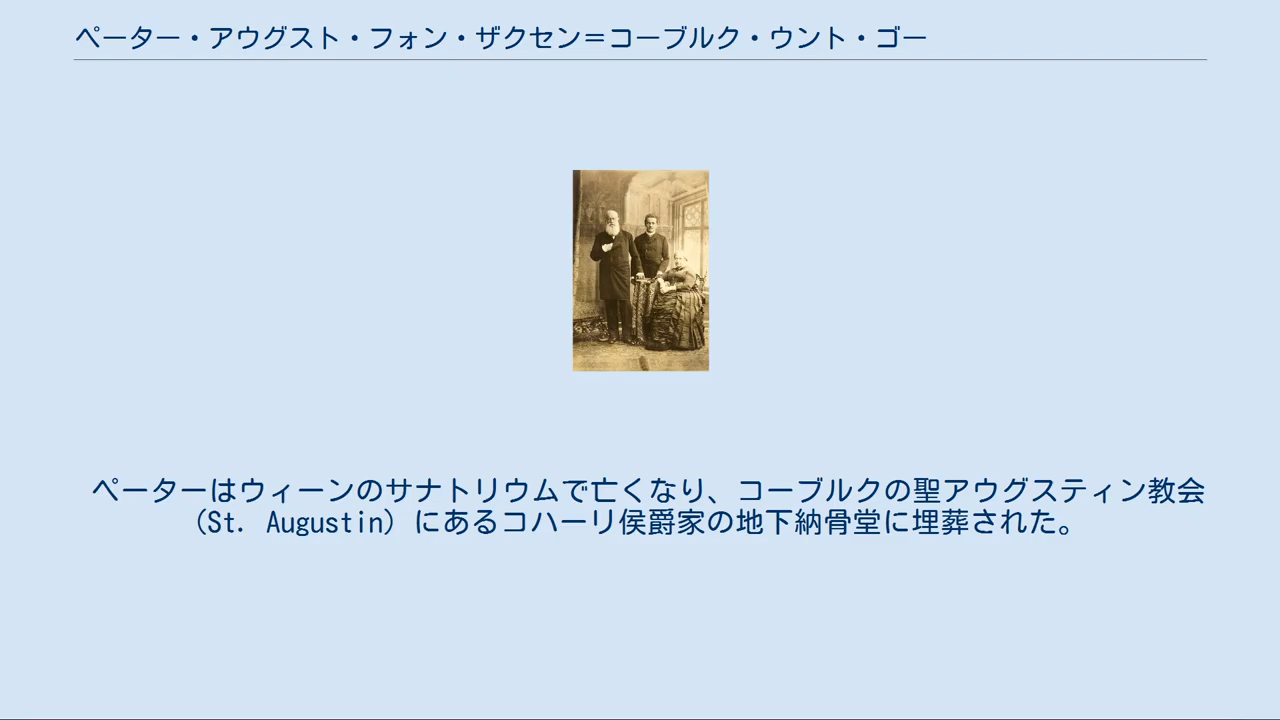 ペーター・アウグスト・フォン・ザクセン＝コーブルク・ウント・ゴー
ペーターはウィーンのサナトリウムで亡くなり、コーブルクの聖アウグスティン教会
（St. Augustin）にあるコハーリ侯爵家の地下納骨堂に埋葬された。